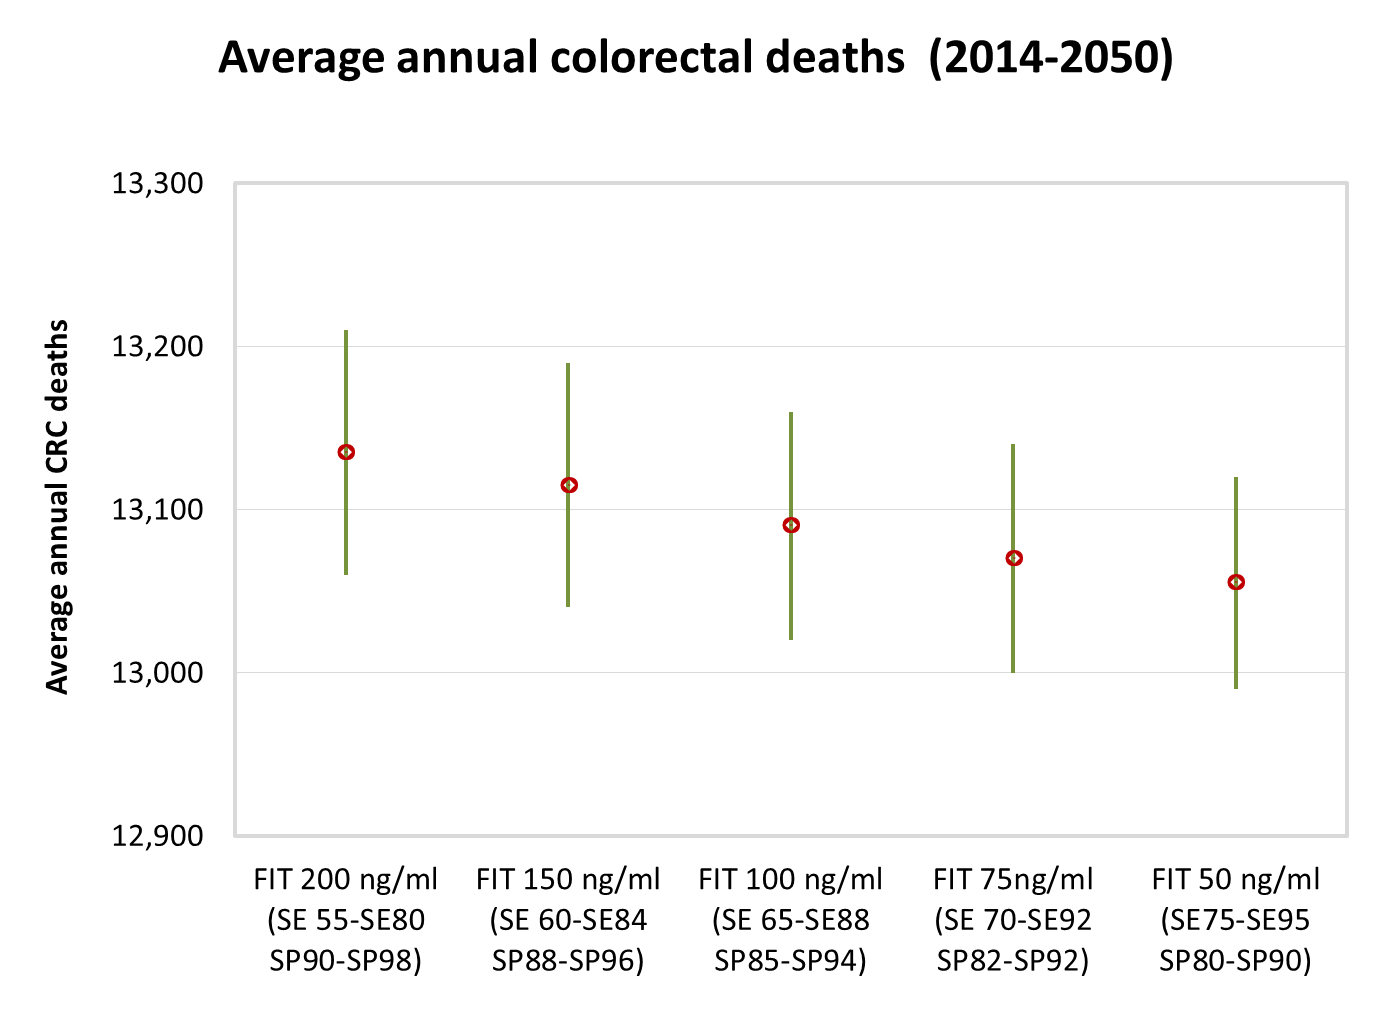 Average annual colorectal deaths  (2014-2050)
Average annual CRC deaths
13,300
13,200
13,100
13,000
12,900
FIT 200 ng/ml
(SE 55-SE80
SP90-SP98)
FIT 150 ng/ml
(SE 60-SE84
SP88-SP96)
FIT 100 ng/ml
(SE 65-SE88
SP85-SP94)
FIT 75ng/ml
(SE 70-SE92
SP82-SP92)
FIT 50 ng/ml
(SE75-SE95
SP80-SP90)